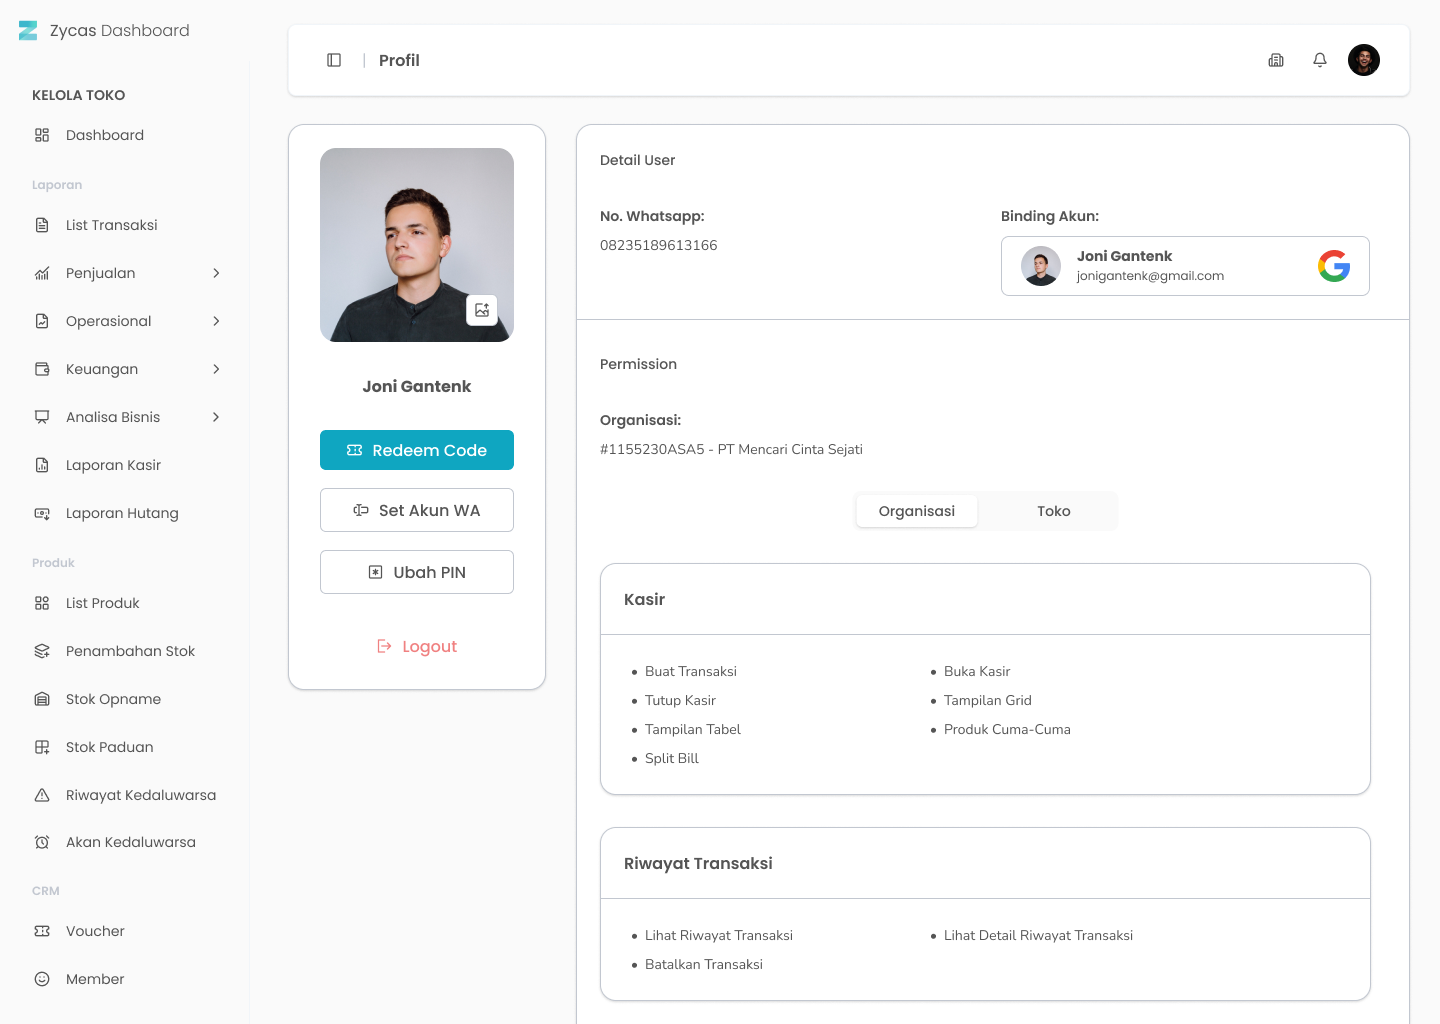 Zycas Dashboard
KELOLA TOKO
Dashboard
Laporan
List Transaksi
Penjualan
Operasional
Keuangan
Analisa Bisnis
Laporan Kasir
Laporan Hutang
Produk
List Produk
Penambahan Stok
Stok Opname
Stok Paduan
Riwayat Kedaluwarsa
Akan Kedaluwarsa
CRM
Voucher
Member
Profil
Joni Gantenk
Redeem Code
Set Akun WA
Ubah PIN
Logout
Detail User
No. Whatsapp:
08235189613166
Binding Akun:
Joni Gantenk
jonigantenk@gmail.com
Permission
Organisasi:
#1155230ASA5 - PT Mencari Cinta Sejati
Organisasi Toko
Kasir
• Buat Transaksi • Buka Kasir
• Tutup Kasir • Tampilan Grid
• Tampilan Tabel • Produk Cuma-Cuma
• Split Bill
Riwayat Transaksi
• Lihat Riwayat Transaksi • Lihat Detail Riwayat Transaksi
• Batalkan Transaksi